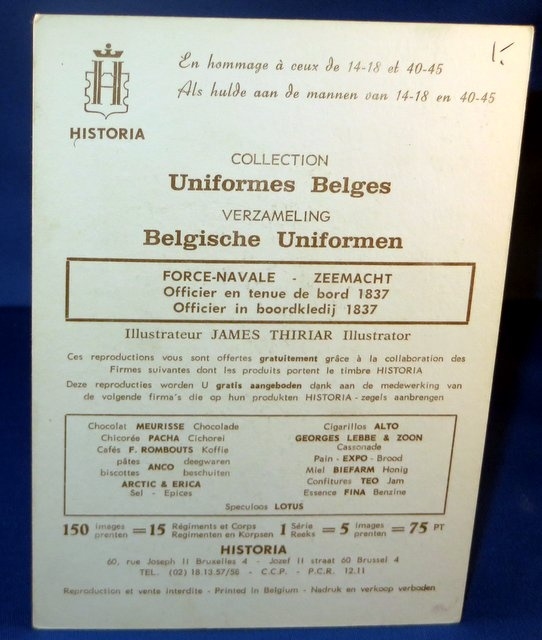 En hommage à ceux de 14-18 et 40-45
Als hulde aan de mannen van 14-18 en 40-45
H
HISTORIA
COLLECTION
Uniformes Belges
VERZAMELING
Belgische Uniformen
FORCE-NAVALE - ZEEMACHT
Officier en tenue de bord 1837
Officier in boordkledij 1837
Illustrateur JAMES THIRIAR Illustrator
Ces reproductions vous sont offertes gratuitement grâce à la collaboration des
Firmes suivantes dont les produits portent le timbre HISTORIA
Deze reproducties worden U gratis aangeboden dank aan de medewerking van
de volgende firma's die op hun produkten HISTORIA - zegels aanbrengen
Chocolat MEURISSE Chocolade
Chicorée PACHA Cichorei
Cafés F. ROMBOUTS Koffie
pâtes ANCO deegwaren
biscottes beschuiten
ARCTIC & ERICA
Sel - Epices
Cigarillos ALTO
GEORGES LEBBE & ZOON
Cassonade
Pain - EXPO - Brood
Miel BIEFARM Honig
Confitures TEO Jam
Essence FINA Benzine
Speculoos LOTUS
150 images prenten = 15 Régiments et Corps Regimenten en Korpsen 1 Série Reeks = 5 images prenten = 75 PT
HISTORIA
60, rue Joseph II Bruxelles 4 - Jozef II straat 60 Brussel 4
TEL. (02) 18.13.57/56 - C.C.P. - P.C.R. 12.11
Reproduction et vente interdite - Printed in Belgium - Nadruk en verkoop verboden